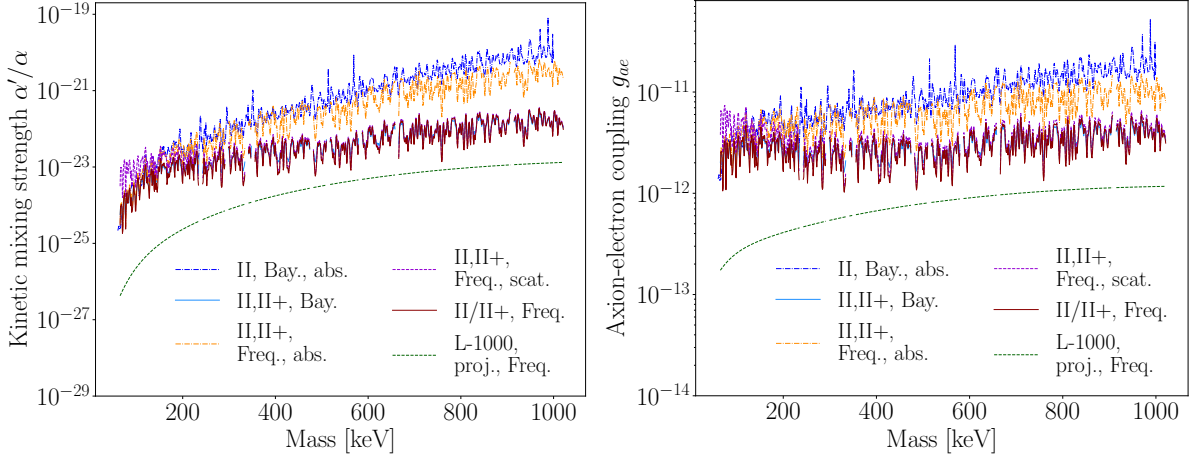 Kinetic mixing strength α′/α
10⁻¹⁹
10⁻²¹
10⁻²³
10⁻²⁵
10⁻²⁷
10⁻²⁹
II, Bay., abs.
II,II+, Bay.
II,II+,
Freq., abs.
II,II+,
Freq., scat.
II/II+, Freq.
L-1000,
proj., Freq.
200 400 600 800 1000
Mass [keV]
Axion-electron coupling gₐₑ
10⁻¹¹
10⁻¹²
10⁻¹³
10⁻¹⁴
II, Bay., abs.
II,II+, Bay.
II,II+,
Freq., abs.
II,II+,
Freq., scat.
II/II+, Freq.
L-1000,
proj., Freq.
200 400 600 800 1000
Mass [keV]